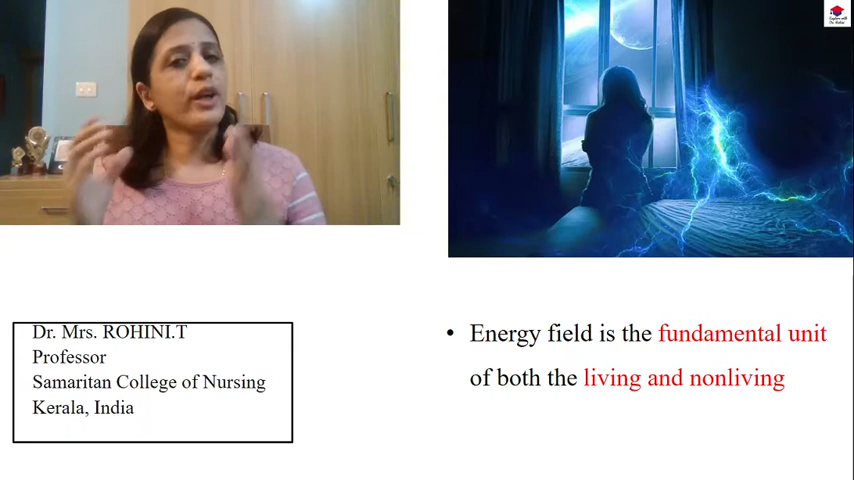 Dr. Mrs. ROHINI.T
Professor
Samaritan College of Nursing
Kerala, India
• Energy field is the fundamental unit
of both the living and nonliving